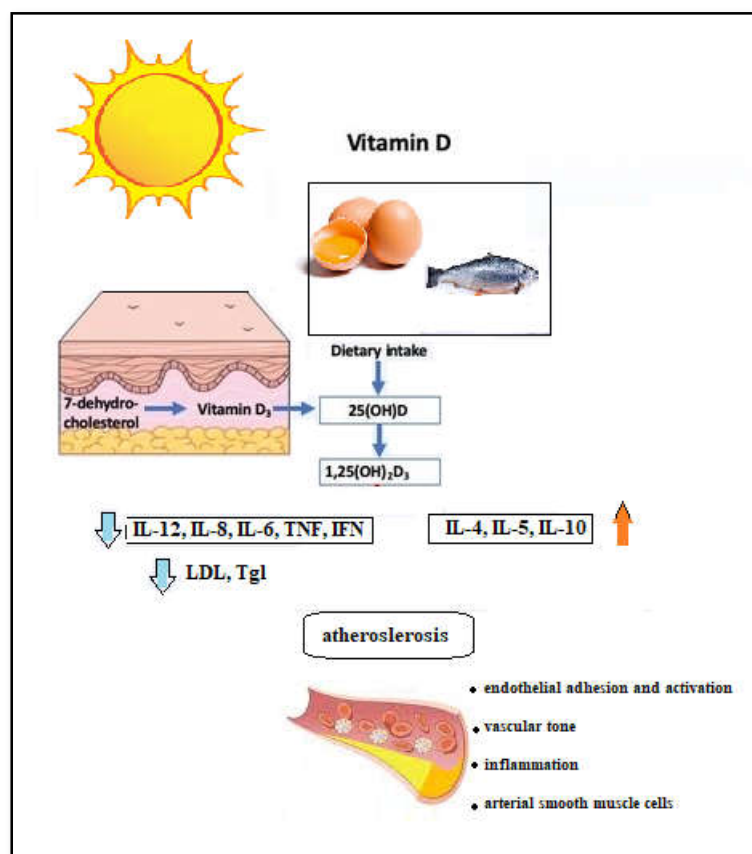 Vitamin D
Dietary intake
7-dehydro-
cholesterol
Vitamin D₃
25(OH)D
1,25(OH)₂D₃
IL-12, IL-8, IL-6, TNF, IFN
IL-4, IL-5, IL-10
LDL, Tgl
atheroslerosis
• endothelial adhesion and activation
• vascular tone
• inflammation
• arterial smooth muscle cells